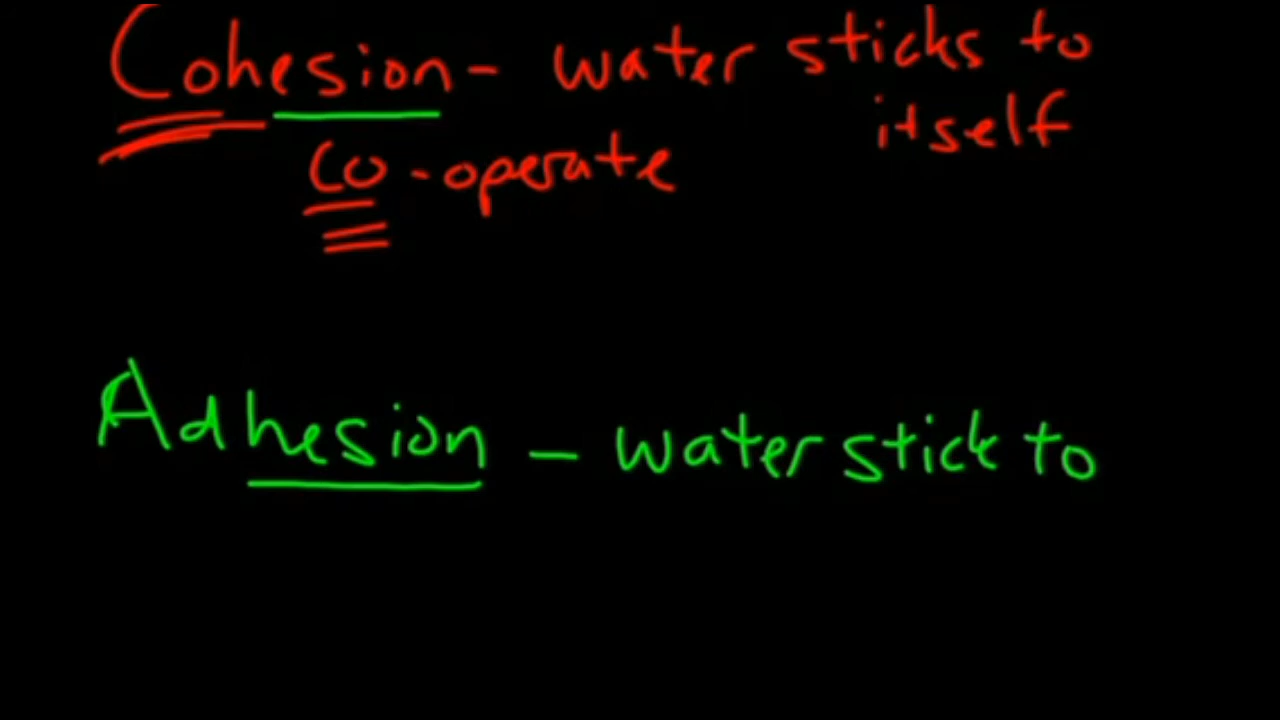 Cohesion - water sticks to
itself
co-operate
Adhesion - water stick to